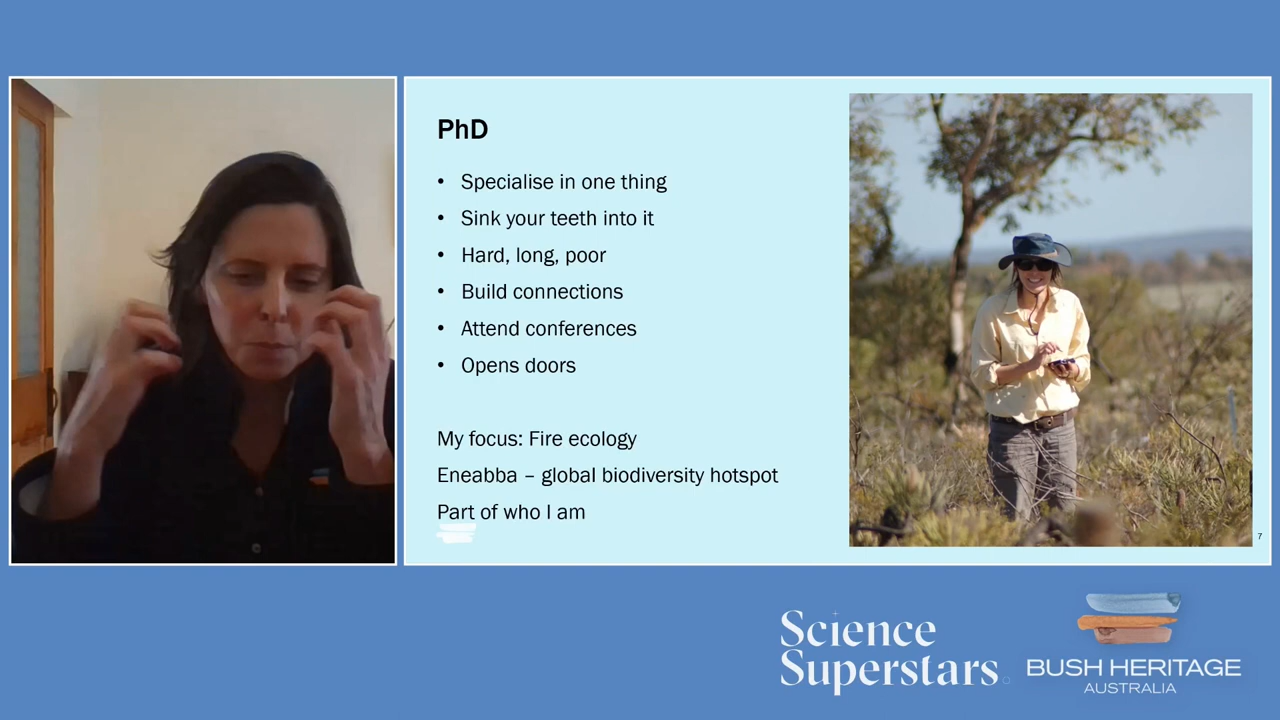 PhD
• Specialise in one thing
• Sink your teeth into it
• Hard, long, poor
• Build connections
• Attend conferences
• Opens doors
My focus: Fire ecology
Eneabba – global biodiversity hotspot
Part of who I am
7
Science
Superstars
BUSH HERITAGE
AUSTRALIA